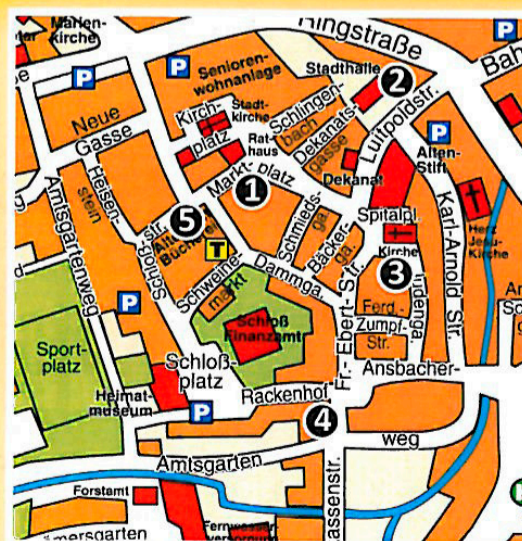 Marien-
kirche
Ringstraße
P
Bah
P
P
Senioren-
wohnanlage
Stadthalle
2
Neue
Gasse
Kirch-
platz
Stadt-
kirche
Schlingen-
bach
Dekanats-
gasse
Luitpoldstr.
P
Rat-
haus
Alten-
Stift
Markt-
platz
1
Dekanat
Heisen-
stein
Amtsgartenweg
5
Schmieds-
ga.
Bäcker-
ga.
Spitalpl.
Kirche
Karl-Arnold Str.
Herz
Jesu-
Kirche
Schloß-
str.
T
Schweine-
markt
Dammga.
3
P
Fr.-Ebert-Str.
Ferd.-
Zumpf-
Str.
Schloß
Finanzamt
Sport-
platz
Schloß-
platz
Ansbacher-
Heimat-
museum
P
Rackenhof
4
weg
Amtsgarten
Forstamt
Fernwasser-
versorgung